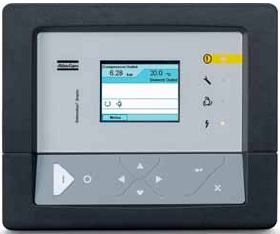 Atlas Copco
Compressor Outlet
6.28 bar
20.0 °C
Element Outlet
Menu